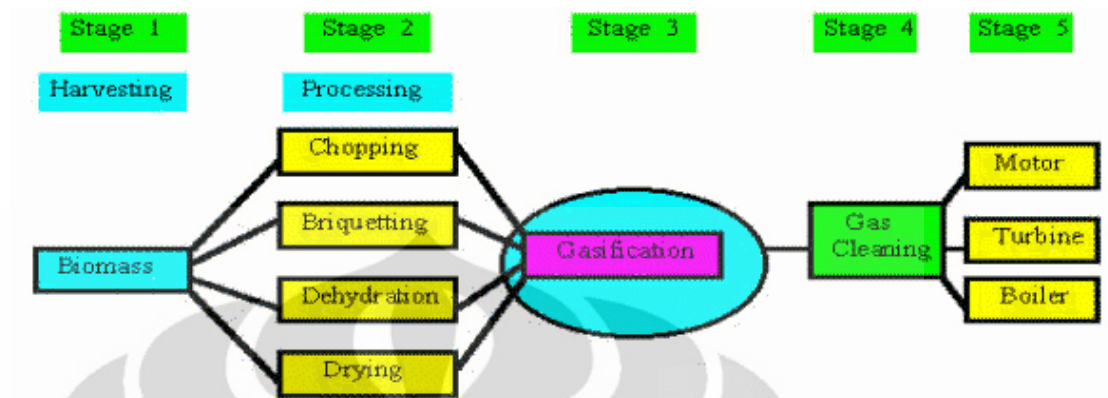 Stage 1
Stage 2
Stage 3
Stage 4
Stage 5
Harvesting
Processing
Chopping
Briquetting
Dehydration
Drying
Biomass
Gasification
Gas
Cleaning
Motor
Turbine
Boiler